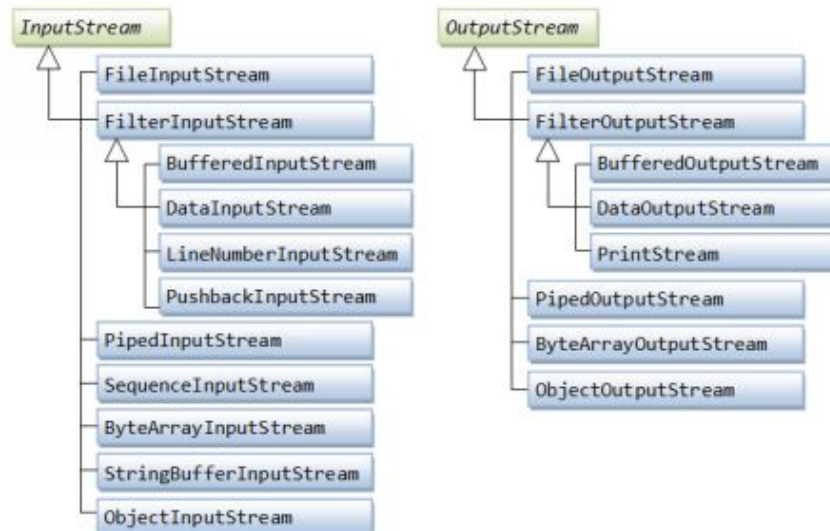 InputStream
FileInputStream
FilterInputStream
BufferedInputStream
DataInputStream
LineNumberInputStream
PushbackInputStream
PipedInputStream
SequenceInputStream
ByteArrayInputStream
StringBufferInputStream
ObjectInputStream
OutputStream
FileOutputStream
FilterOutputStream
BufferedOutputStream
DataOutputStream
PrintStream
PipedOutputStream
ByteArrayOutputStream
ObjectOutputStream